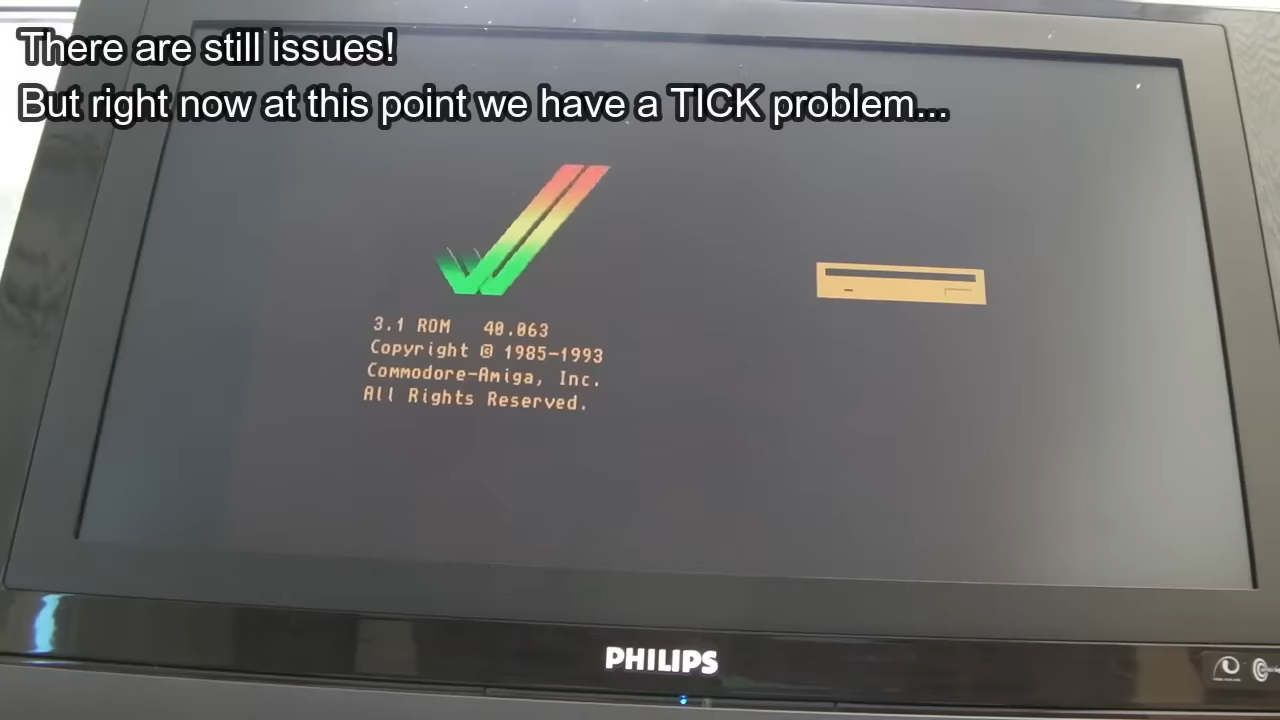 There are still issues!
But right now at this point we have a TICK problem...
3.1 ROM 40.063
Copyright © 1985-1993
Commodore-Amiga, Inc.
All Rights Reserved.
PHILIPS